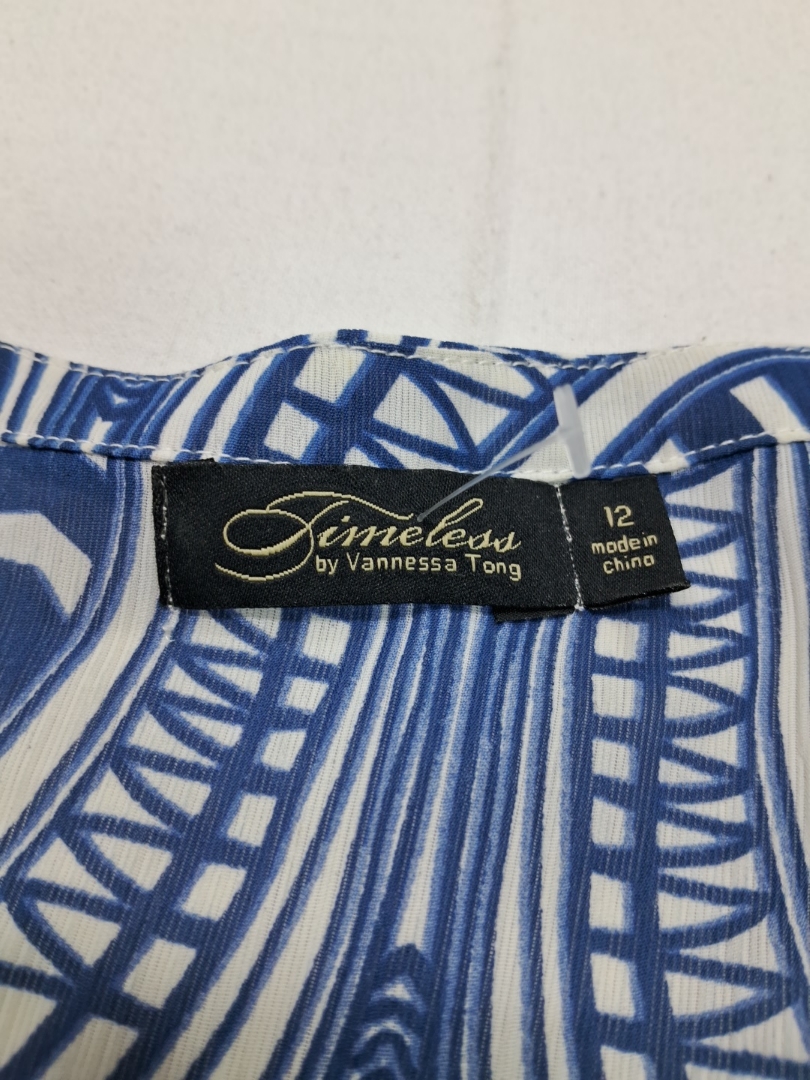 Timeless
by Vannessa Tong
12
made in
china